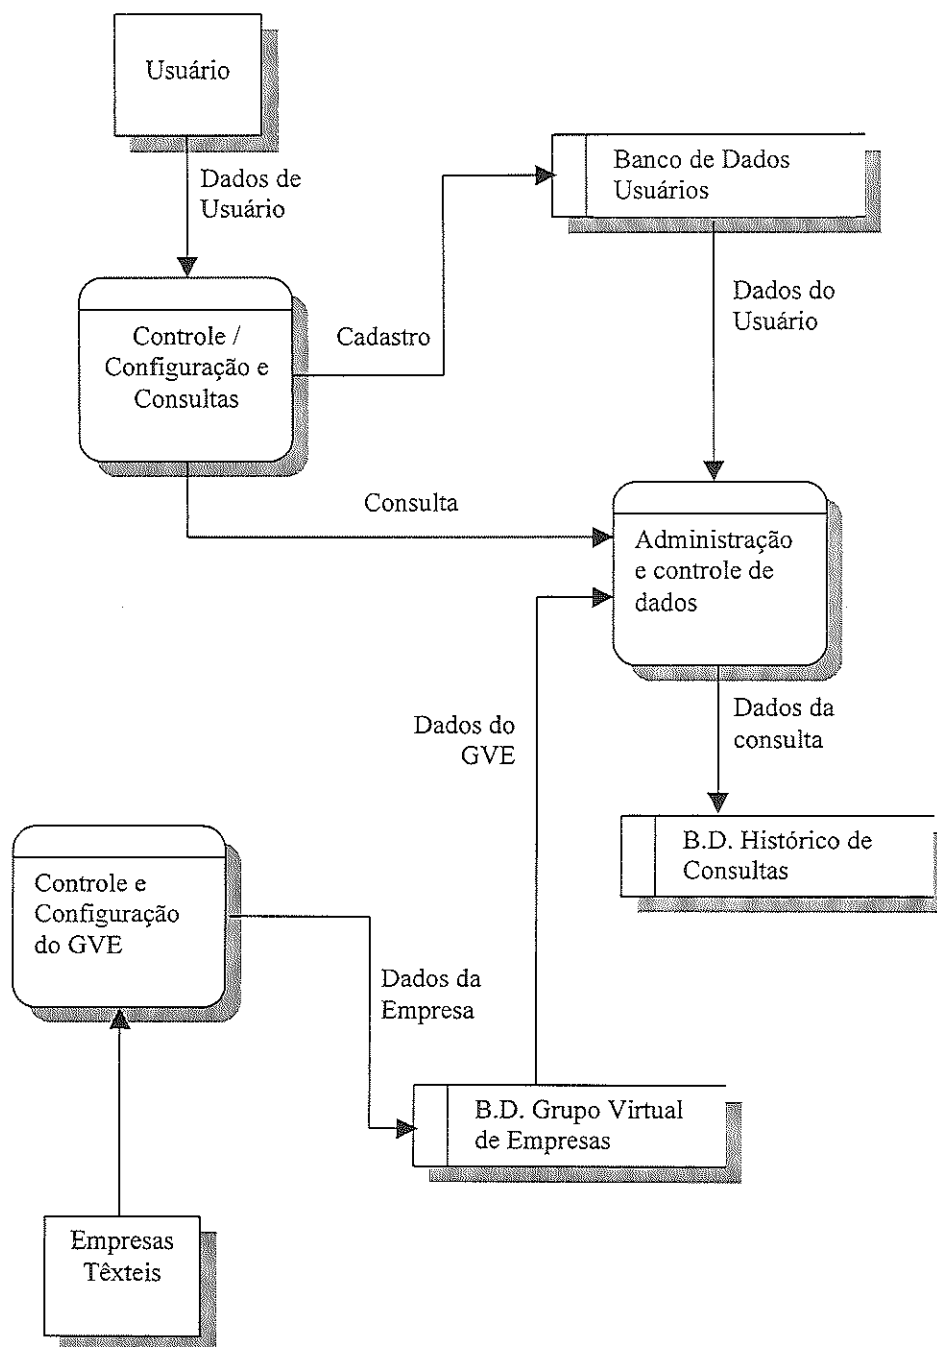 Usuário
Banco de Dados
Usuários
Dados de
Usuário
Dados do
Usuário
Controle /
Configuração e
Consultas
Cadastro
Consulta
Administração
e controle de
dados
Dados do
GVE
Dados da
consulta
B.D. Histórico de
Consultas
Controle e
Configuração
do GVE
Dados da
Empresa
B.D. Grupo Virtual
de Empresas
Empresas
Têxteis